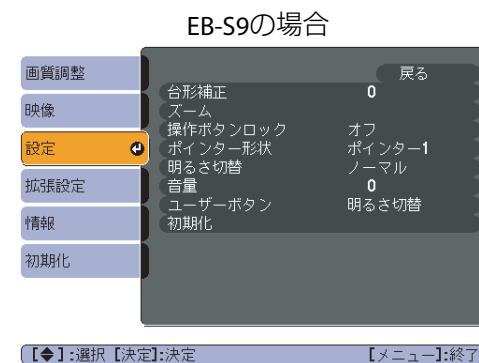 EB-S9の場合
画質調整
映像
設定
拡張設定
情報
初期化
戻る
台形補正 0
ズーム
操作ボタンロック オフ
ポインター形状 ポインター1
明るさ切替 ノーマル
音量 0
ユーザーボタン 明るさ切替
初期化
【◆】:選択 【決定】:決定 【メニュー】:終了